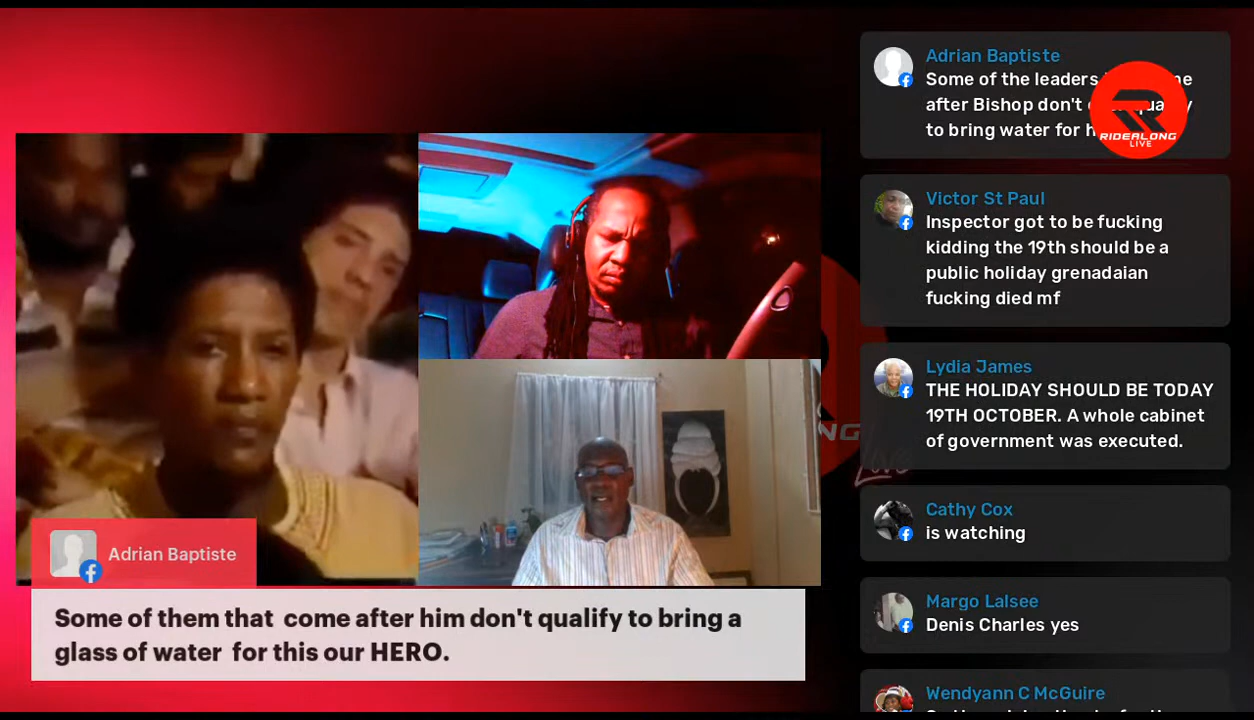 Adrian Baptiste
Some of them that come after him don't qualify to bring a
glass of water for this our HERO.
Adrian Baptiste
Some of the leaders
after Bishop don't
to bring water for
RIDEALONG
LIVE
Victor St Paul
Inspector got to be fucking
kidding the 19th should be a
public holiday grenadaian
fucking died mf
Lydia James
THE HOLIDAY SHOULD BE TODAY
19TH OCTOBER. A whole cabinet
of government was executed.
Cathy Cox
is watching
Margo Lalsee
Denis Charles yes
Wendyann C McGuire